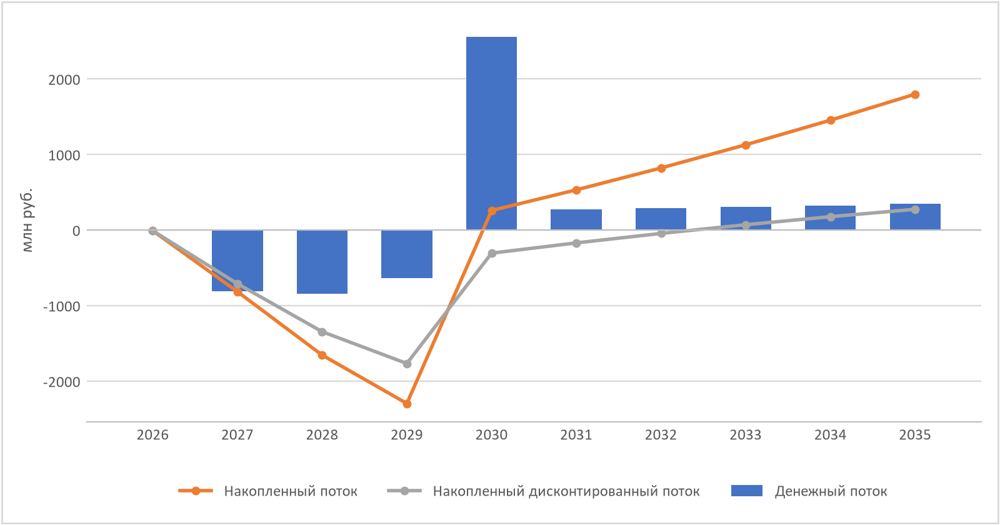 млн руб.
2000
1000
0
-1000
-2000
2026 2027 2028 2029 2030 2031 2032 2033 2034 2035
Накопленный поток Накопленный дисконтированный поток Денежный поток